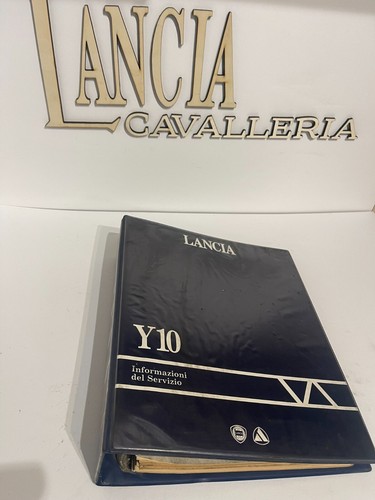 LANCIA
CAVALLERIA
LANCIA
Y10
Informazioni
del Servizio